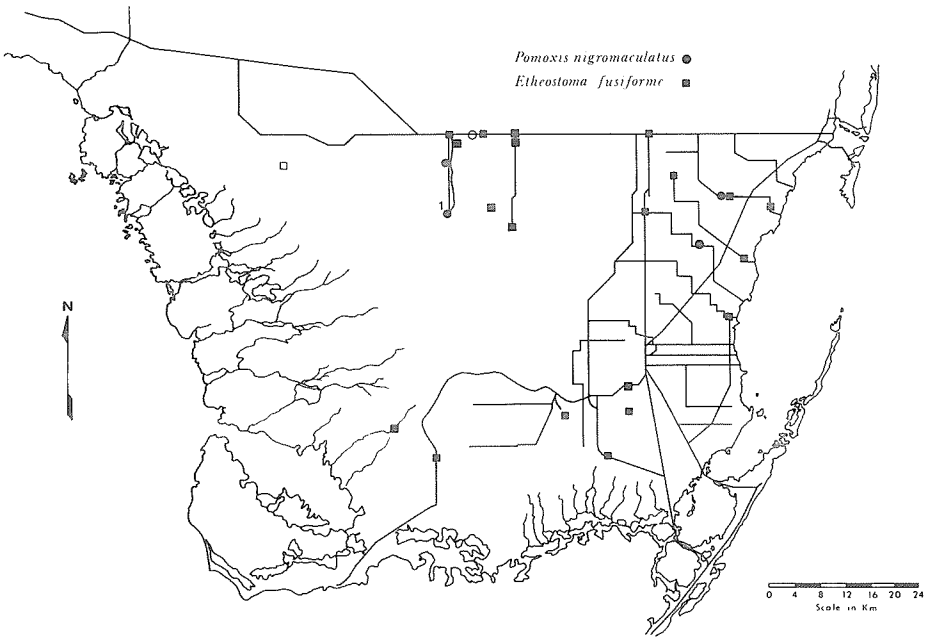 Pomoxis nigromaculatus
Etheostoma fusiforme
1
N
0 4 8 12 16 20 24
Scale in Km